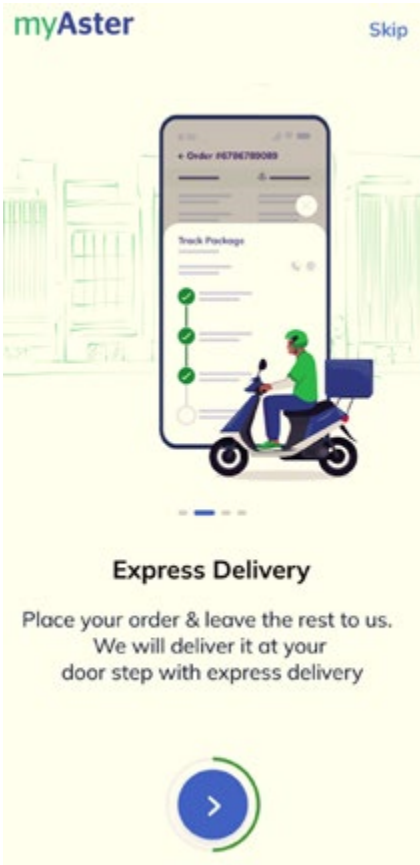 myAster
Skip
Order #6786789089
Track Package
Express Delivery
Place your order & leave the rest to us.
We will deliver it at your
door step with express delivery